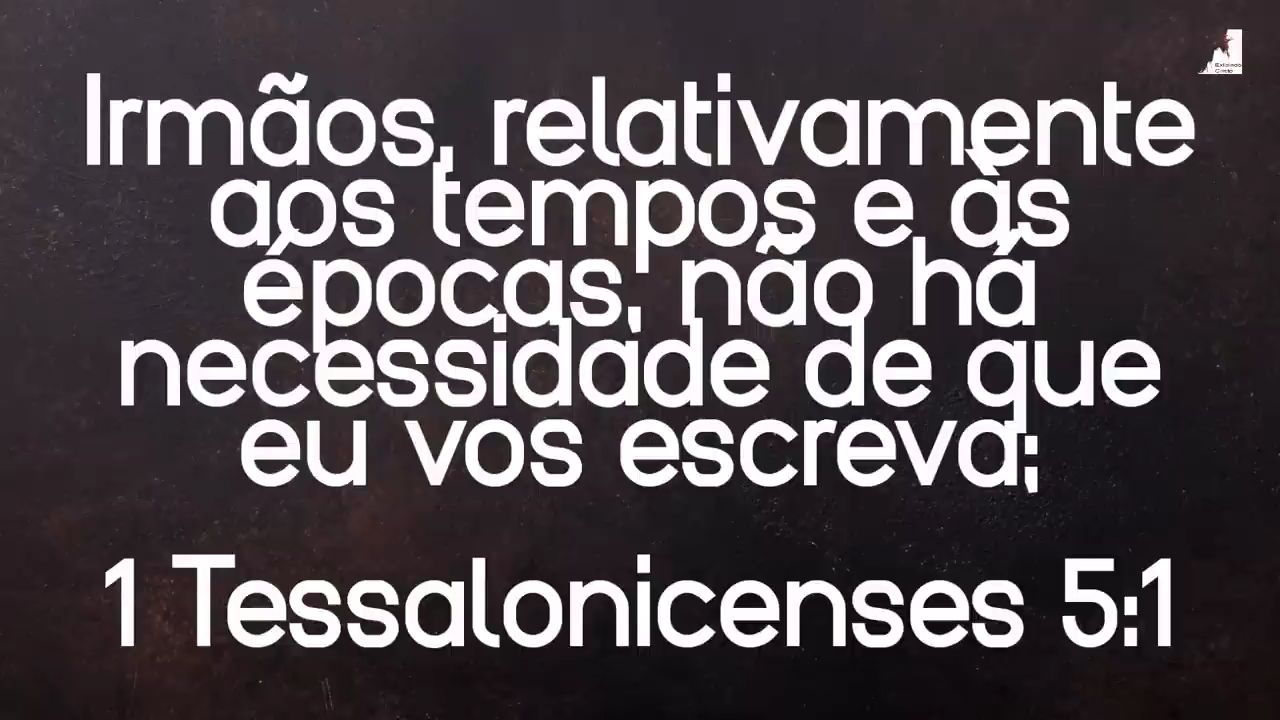 Irmãos, relativamente
aos tempos e às
épocas, não há
necessidade de que
eu vos escreva;
1 Tessalonicenses 5:1